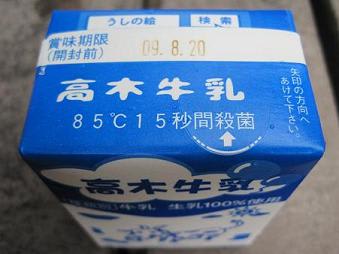 うしの絵 検索
賞味期限
(開封前)
09.8.20
高木牛乳
85℃15秒間殺菌
矢印の方向へ
あけて下さい。
高木牛乳
牛乳 生乳100%使用